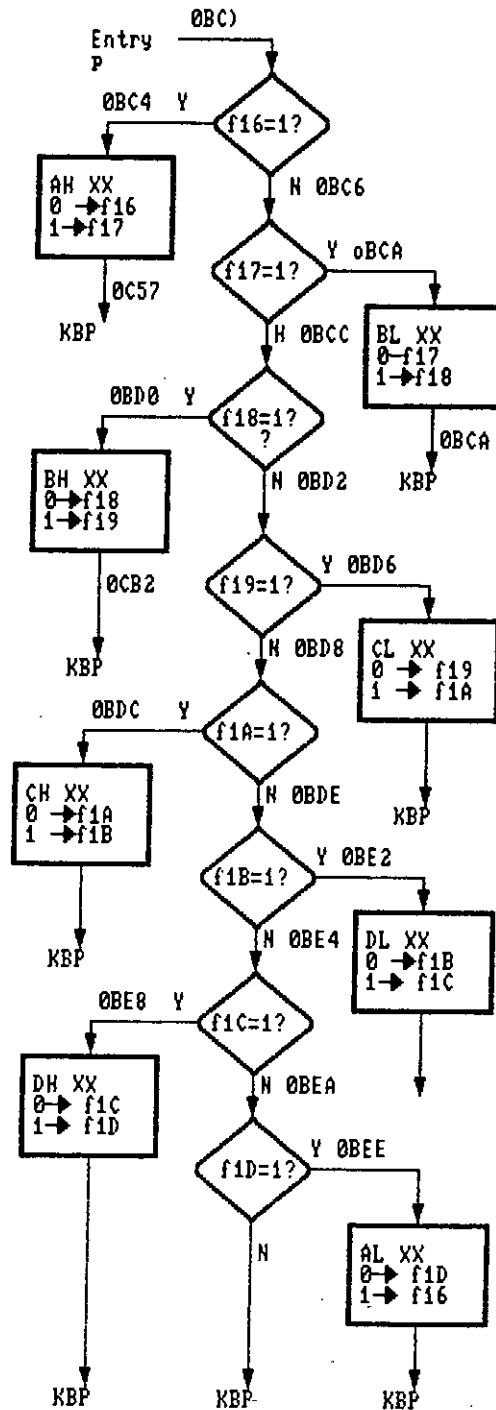 0BC)
Entry
P
0BC4 Y
f16=1?
N 0BC6
AH XX
0 →f16
1→f17
0C57
KBP
f17=1?
Y oBCA
H 0BCC
BL XX
0-f17
1→f18
0BCA
KBP
0BD0 Y
f18=1?
?
N 0BD2
BH XX
0→f18
1→f19
0CB2
KBP
f19=1?
Y 0BD6
N 0BD8
CL XX
0 → f19
1 → f1A
KBP
0BDC Y
f1A=1?
N 0BDE
CH XX
0 →f1A
1 →f1B
KBP
f1B=1?
Y 0BE2
N 0BE4
DL XX
0 →f1B
1→ f1C
0BE8 Y
f1C=1?
N 0BEA
DH XX
0→ f1C
1→ f1D
KBP
f1D=1?
Y 0BEE
N
AL XX
0→ f1D
1→ f16
KBP
KBP